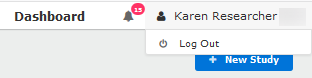 Dashboard 15 Karen Researcher
Log Out
+ New Study